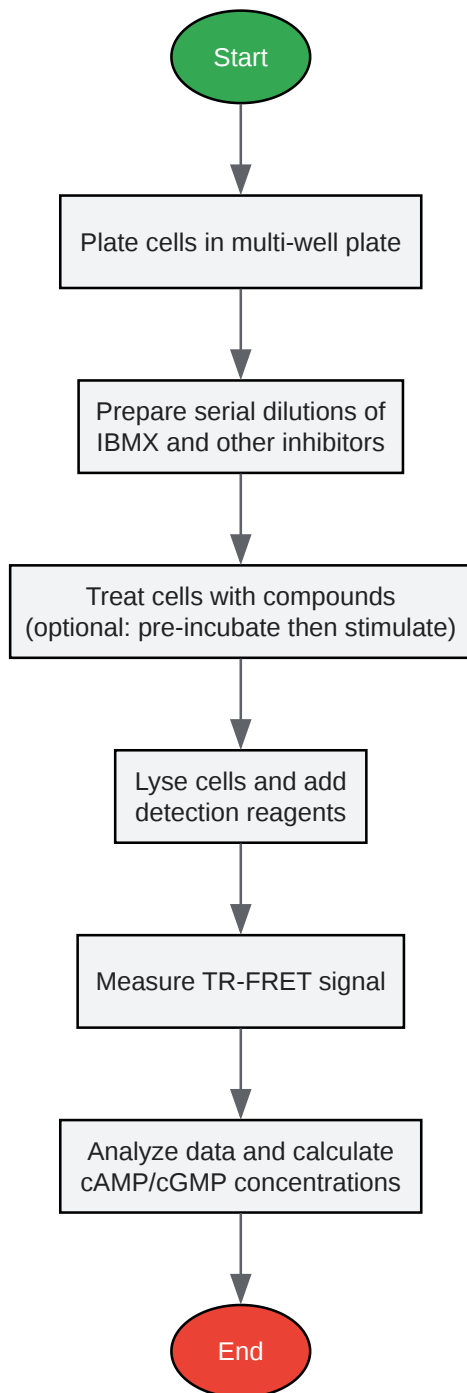 Start
Plate cells in multi-well plate
Prepare serial dilutions of
IBMX and other inhibitors
Treat cells with compounds
(optional: pre-incubate then stimulate)
Lyse cells and add
detection reagents
Measure TR-FRET signal
Analyze data and calculate
cAMP/cGMP concentrations
End